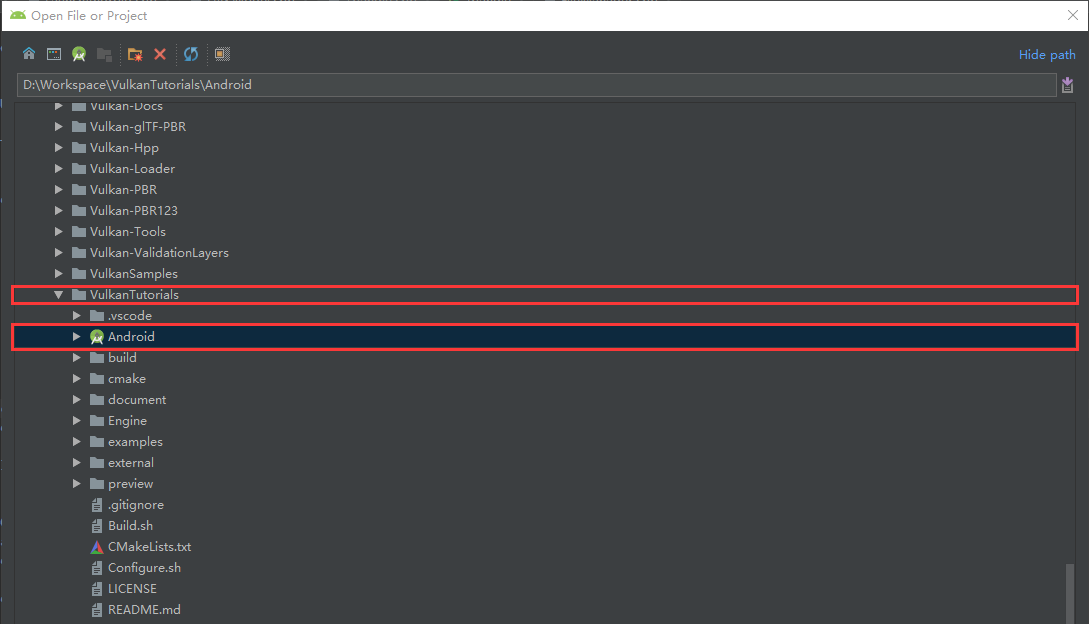 Open File or Project
Hide path
D:\Workspace\VulkanTutorials\Android
Vulkan-Docs
Vulkan-glTF-PBR
Vulkan-Hpp
Vulkan-Loader
Vulkan-PBR
Vulkan-PBR123
Vulkan-Tools
Vulkan-ValidationLayers
VulkanSamples
VulkanTutorials
.vscode
Android
build
cmake
document
Engine
examples
external
preview
.gitignore
Build.sh
CMakeLists.txt
Configure.sh
LICENSE
README.md